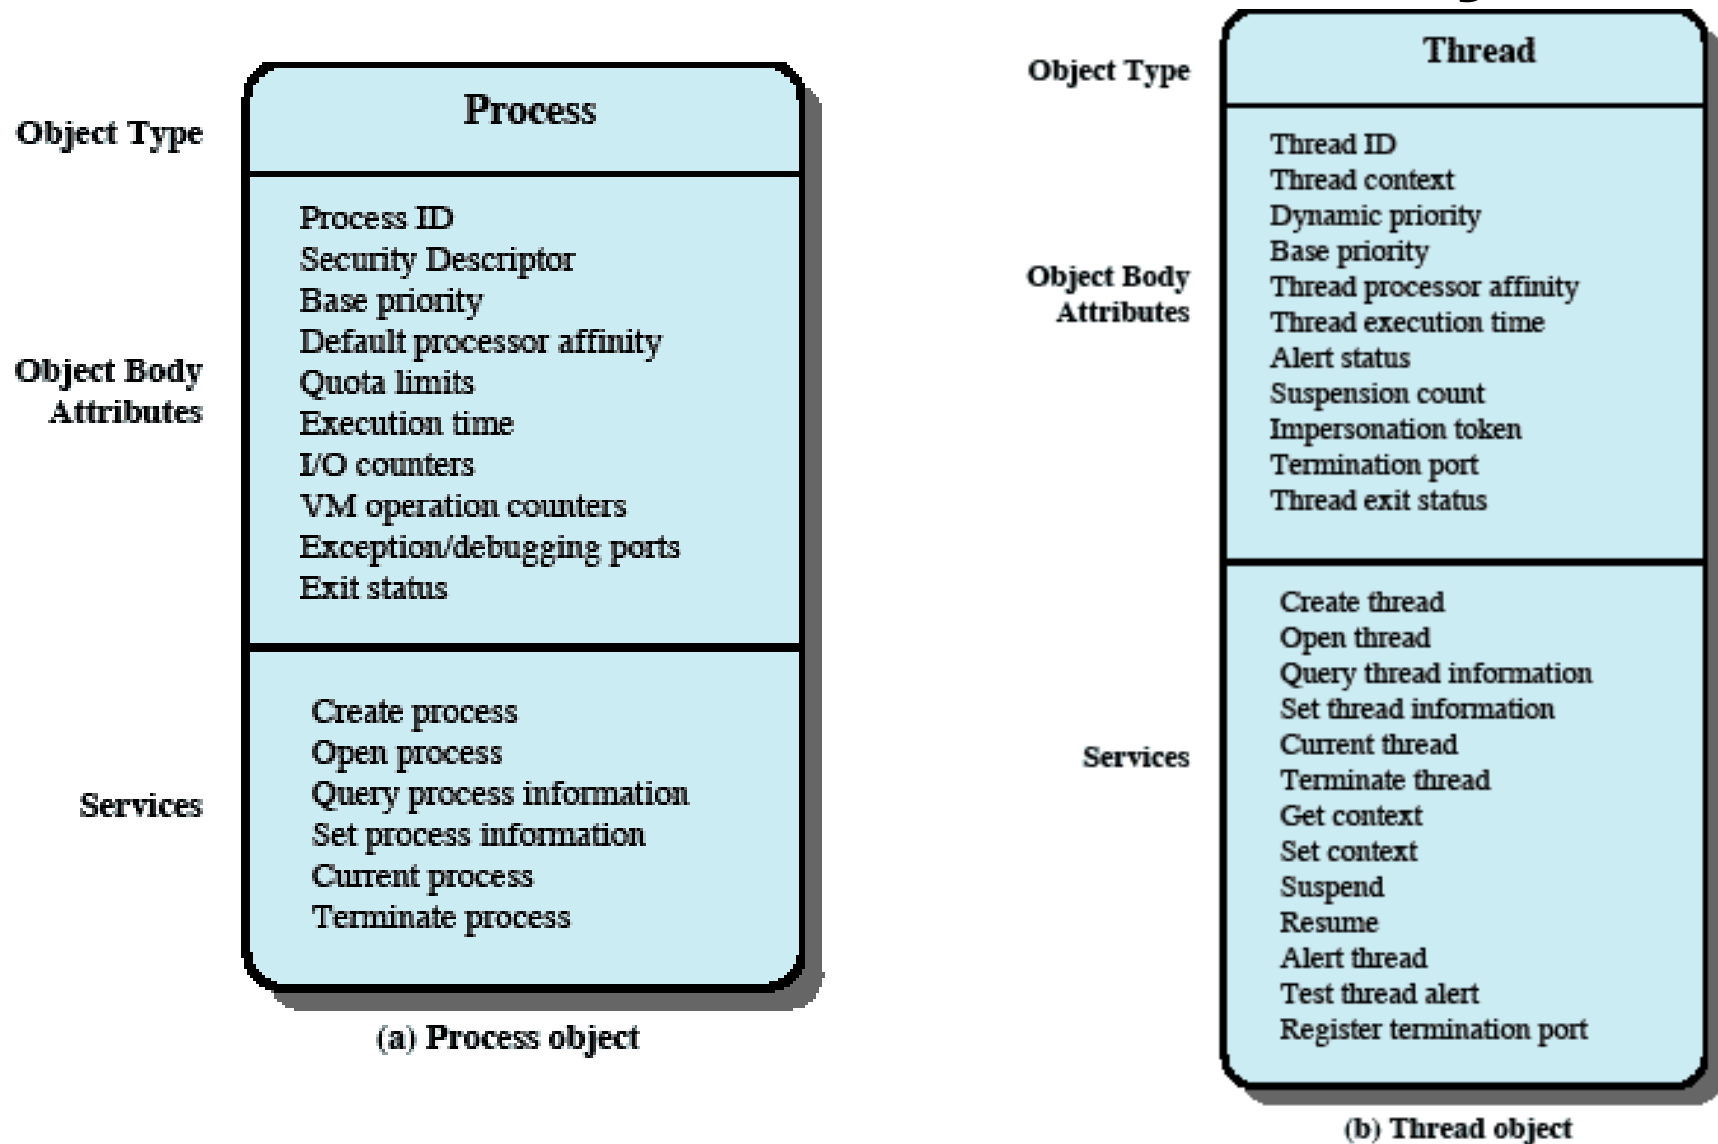 Object Type
Process
Object Body
Attributes
Process ID
Security Descriptor
Base priority
Default processor affinity
Quota limits
Execution time
I/O counters
VM operation counters
Exception/debugging ports
Exit status
Services
Create process
Open process
Query process information
Set process information
Current process
Terminate process
(a) Process object
Object Type
Thread
Object Body
Attributes
Thread ID
Thread context
Dynamic priority
Base priority
Thread processor affinity
Thread execution time
Alert status
Suspension count
Impersonation token
Termination port
Thread exit status
Services
Create thread
Open thread
Query thread information
Set thread information
Current thread
Terminate thread
Get context
Set context
Suspend
Resume
Alert thread
Test thread alert
Register termination port
(b) Thread object